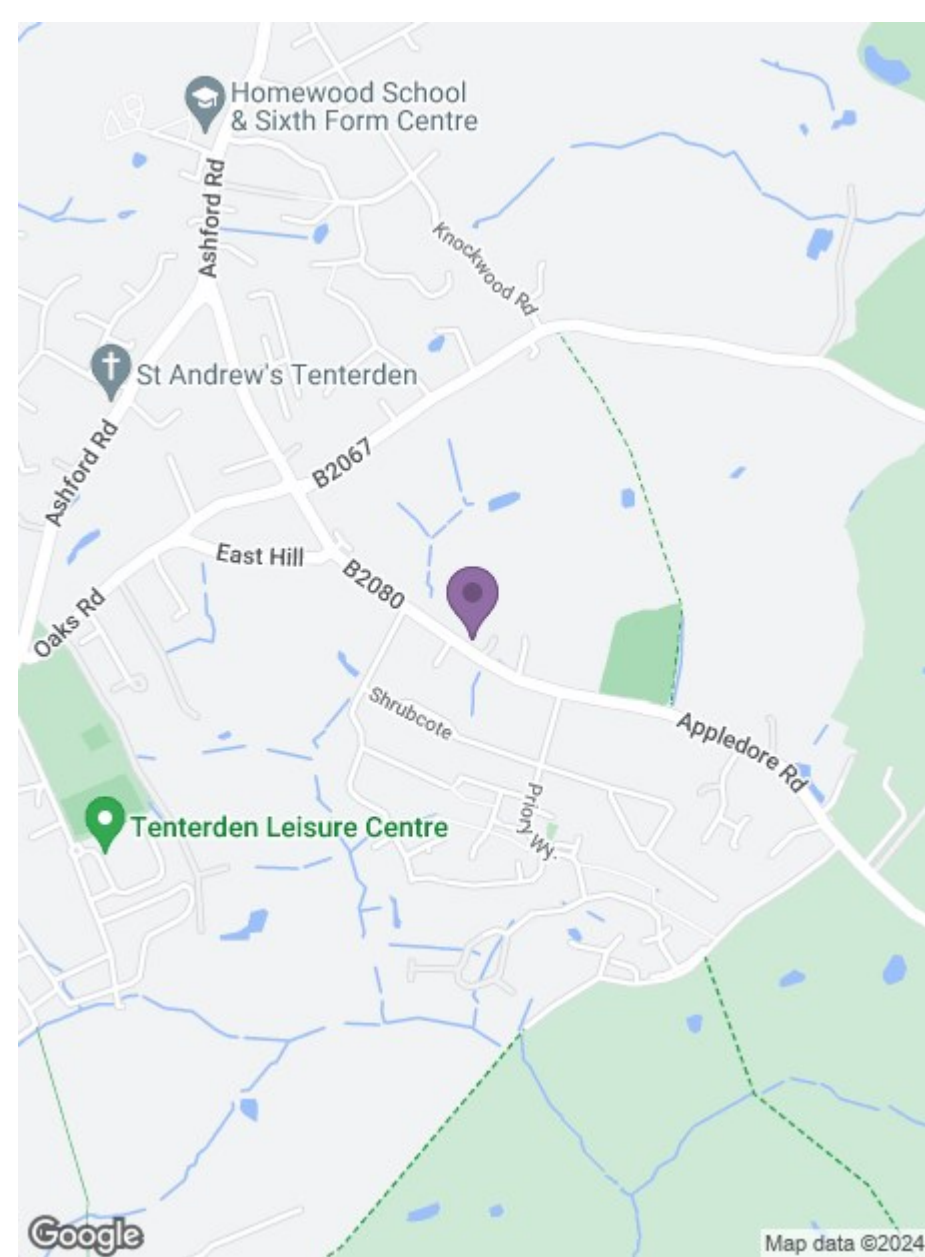 Homewood School
& Sixth Form Centre
Ashford Rd
Knockwood Rd
St Andrew's Tenterden
B2067
Ashford Rd
East Hill
B2080
Oaks Rd
Shrubcote
Appledore Rd
Priory Wy.
Tenterden Leisure Centre
Google
Map data ©2024